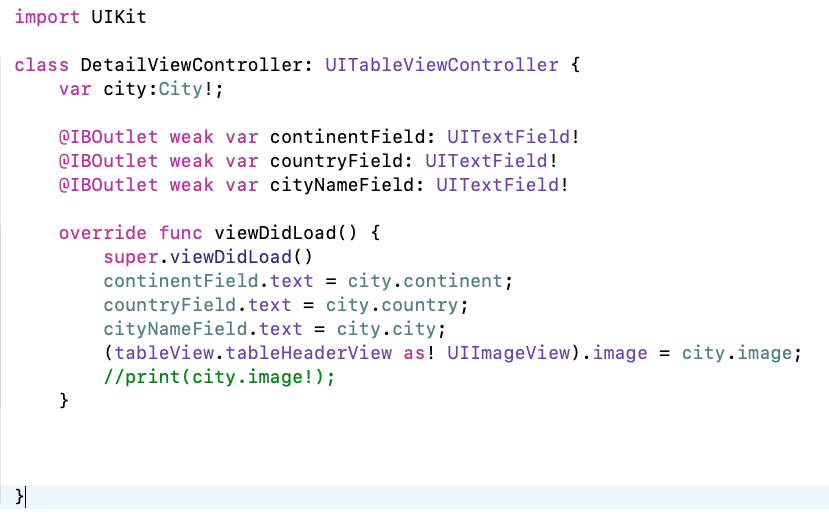 import UIKit
class DetailViewController: UITableViewController {
var city:City!;
@IBOutlet weak var continentField: UITextField!
@IBOutlet weak var countryField: UITextField!
@IBOutlet weak var cityNameField: UITextField!
override func viewDidLoad() {
super.viewDidLoad()
continentField.text = city.continent;
countryField.text = city.country;
cityNameField.text = city.city;
(tableView.tableHeaderView as! UIImageView).image = city.image;
//print(city.image!);
}
}